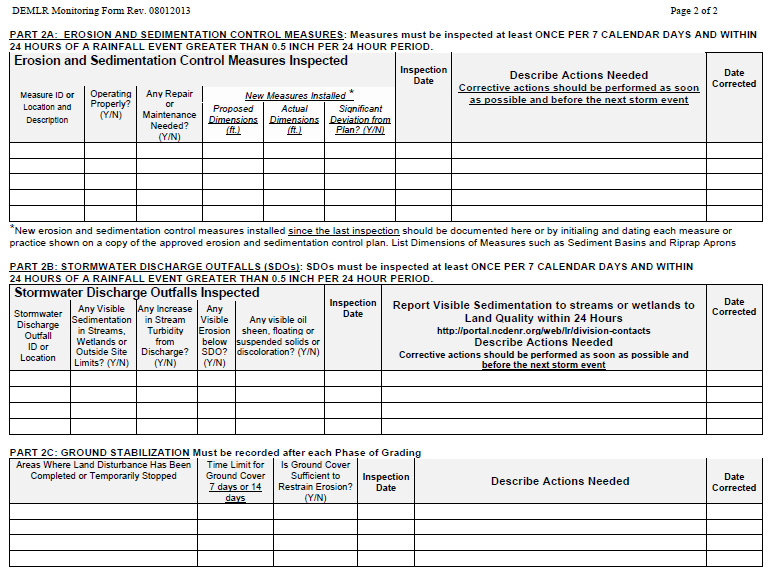 DEMLR Monitoring Form Rev. 08012013
Page 2 of 2
PART 2A: EROSION AND SEDIMENTATION CONTROL MEASURES: Measures must be inspected at least ONCE PER 7 CALENDAR DAYS AND WITHIN
24 HOURS OF A RAINFALL EVENT GREATER THAN 0.5 INCH PER 24 HOUR PERIOD.
Erosion and Sedimentation Control Measures Inspected
Measure ID or
Location and
Description
Operating
Properly?
(Y/N)
Any Repair
or
Maintenance
Needed?
(Y/N)
New Measures Installed *
Proposed
Dimensions
(ft.)
Actual
Dimensions
(ft.)
Significant
Deviation from
Plan? (Y/N)
Inspection
Date
Describe Actions Needed
Corrective actions should be performed as soon
as possible and before the next storm event
Date
Corrected
*New erosion and sedimentation control measures installed since the last inspection should be documented here or by initialing and dating each measure or
practice shown on a copy of the approved erosion and sedimentation control plan. List Dimensions of Measures such as Sediment Basins and Riprap Aprons
PART 2B: STORMWATER DISCHARGE OUTFALLS (SDOs): SDOs must be inspected at least ONCE PER 7 CALENDAR DAYS AND WITHIN
24 HOURS OF A RAINFALL EVENT GREATER THAN 0.5 INCH PER 24 HOUR PERIOD.
Stormwater Discharge Outfalls Inspected
Stormwater
Discharge
Outfall
ID or
Location
Any Visible
Sedimentation
in Streams,
Wetlands or
Outside Site
Limits? (Y/N)
Any Increase
in Stream
Turbidity
from
Discharge?
(Y/N)
Any
Visible
Erosion
below
SDO?
(Y/N)
Any visible oil
sheen, floating or
suspended solids or
discoloration? (Y/N)
Inspection
Date
Report Visible Sedimentation to streams or wetlands to
Land Quality within 24 Hours
http://portal.ncdenr.org/web/lr/division-contacts
Describe Actions Needed
Corrective actions should be performed as soon as possible and
before the next storm event
Date
Corrected
PART 2C: GROUND STABILIZATION Must be recorded after each Phase of Grading
Areas Where Land Disturbance Has Been
Completed or Temporarily Stopped
Time Limit for
Ground Cover
7 days or 14
days
Is Ground Cover
Sufficient to
Restrain Erosion?
(Y/N)
Inspection
Date
Describe Actions Needed
Date
Corrected